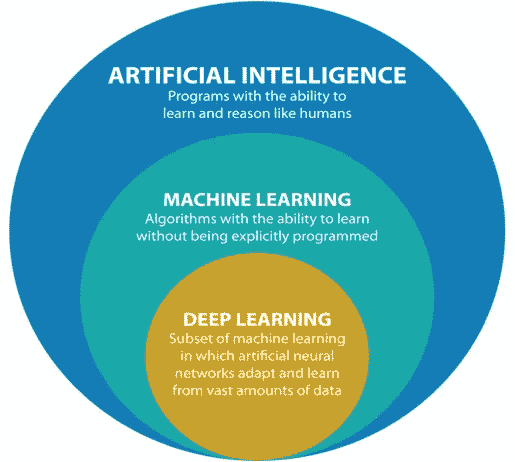 ARTIFICIAL INTELLIGENCE
Programs with the ability to
learn and reason like humans
MACHINE LEARNING
Algorithms with the ability to learn
without being explicitly programmed
DEEP LEARNING
Subset of machine learning
in which artificial neural
networks adapt and learn
from vast amounts of data